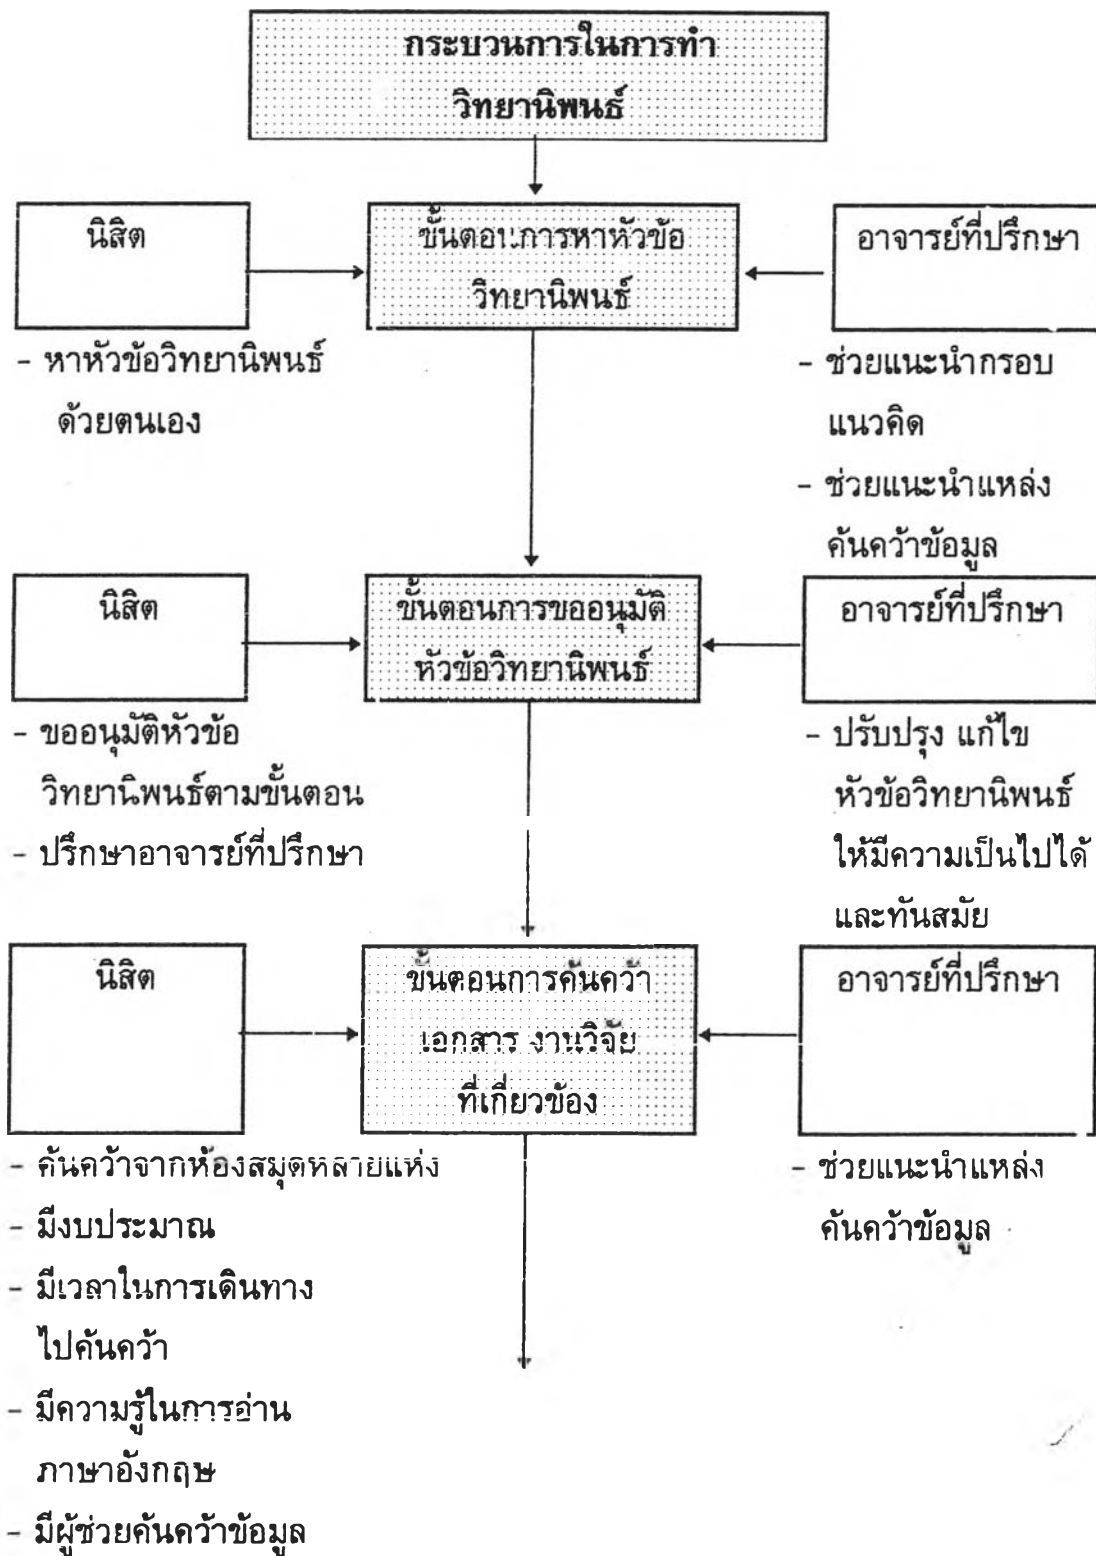 กระบวนการในการทำ
วิทยานิพนธ์
นิสิต
ขั้นตอนการหาหัวข้อ
วิทยานิพนธ์
อาจารย์ที่ปรึกษา
- หาหัวข้อวิทยานิพนธ์
ด้วยตนเอง
- ช่วยแนะนำกรอบ
แนวคิด
- ช่วยแนะนำแหล่ง
ค้นคว้าข้อมูล
นิสิต
ขั้นตอนการขออนุมัติ
หัวข้อวิทยานิพนธ์
อาจารย์ที่ปรึกษา
- ขออนุมัติหัวข้อ
วิทยานิพนธ์ตามขั้นตอน
- ปรึกษาอาจารย์ที่ปรึกษา
- ปรับปรุง แก้ไข
หัวข้อวิทยานิพนธ์
ให้มีความเป็นไปได้
และทันสมัย
นิสิต
ขั้นตอนการค้นคว้า
เอกสาร งานวิจัย
ที่เกี่ยวข้อง
อาจารย์ที่ปรึกษา
- ค้นคว้าจากห้องสมุดหลายแห่ง
- มีงบประมาณ
- มีเวลาในการเดินทาง
ไปค้นคว้า
- มีความรู้ในการอ่าน
ภาษาอังกฤษ
- มีผู้ช่วยค้นคว้าข้อมูล
- ช่วยแนะนำแหล่ง
ค้นคว้าข้อมูล